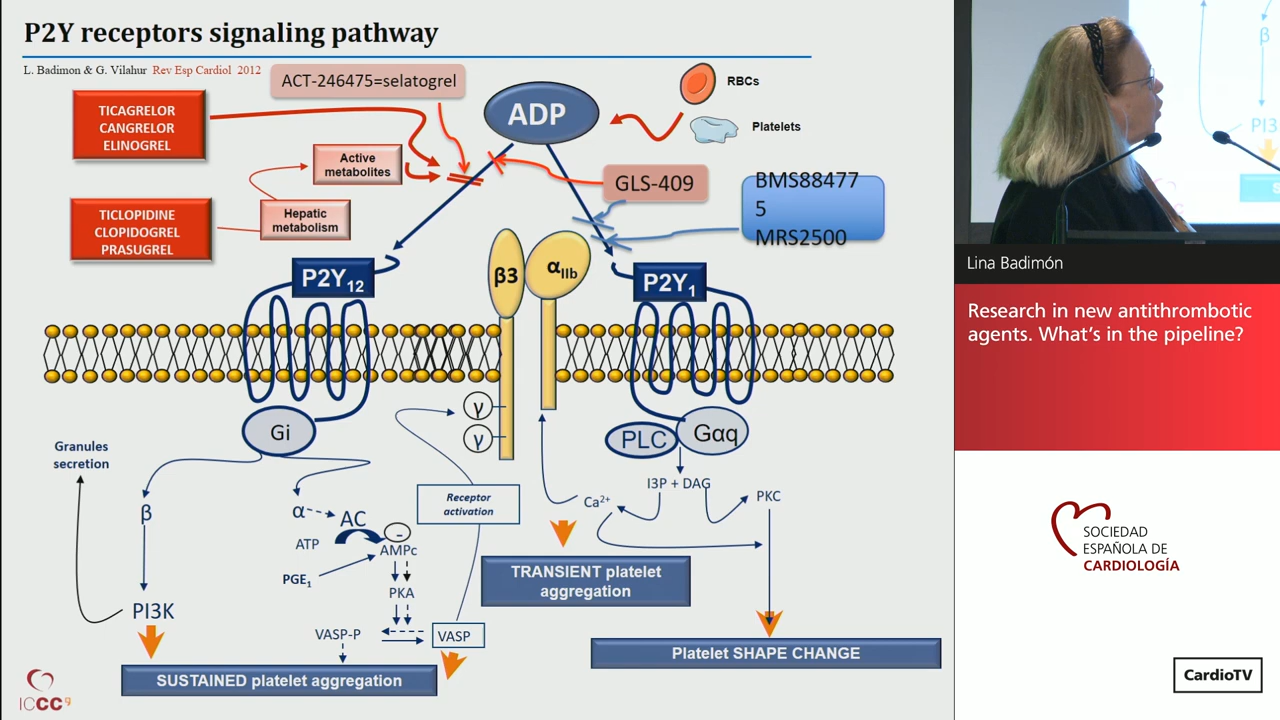 P2Y receptors signaling pathway
L. Badimon & G. Vilahur Rev Esp Cardiol 2012
ACT-246475=selatogrel
ADP
RBCs
Platelets
TICAGRELOR
CANGRELOR
ELINOGREL
Active
metabolites
Hepatic
metabolism
TICLOPIDINE
CLOPIDOGREL
PRASUGREL
GLS-409
BMS88477
5
MRS2500
P2Y12
β3
αIIb
P2Y1
Gi
γ
γ
PLC
Gαq
Granules
secretion
I3P + DAG
Ca2+
PKC
Receptor
activation
β
α
AC
ATP
-
AMPc
PGE1
PKA
PI3K
VASP-P
VASP
TRANSIENT platelet
aggregation
Platelet SHAPE CHANGE
SUSTAINED platelet aggregation
ICCC
β
PI3
S
Lina Badimón
Research in new antithrombotic
agents. What's in the pipeline?
SOCIEDAD
ESPAÑOLA DE
CARDIOLOGÍA
CardioTV